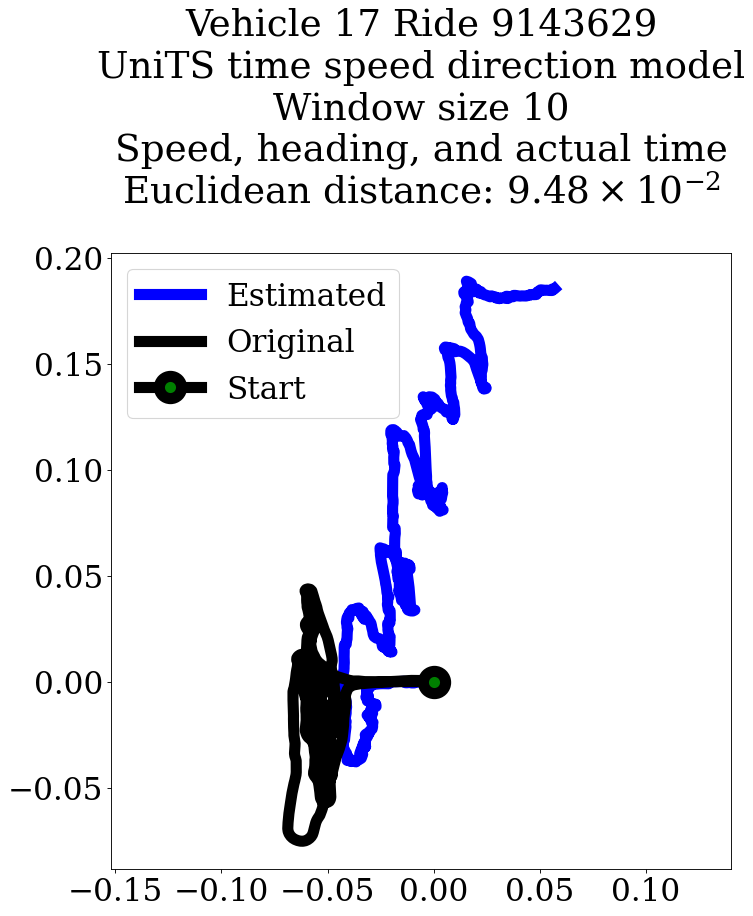 Vehicle 17 Ride 9143629
UniTS time speed direction model
Window size 10
Speed, heading, and actual time
Euclidean distance: 9.48 × 10⁻²
0.20
0.15
0.10
0.05
0.00
−0.05
Estimated
Original
Start
−0.15 −0.10 −0.05 0.00 0.05 0.10